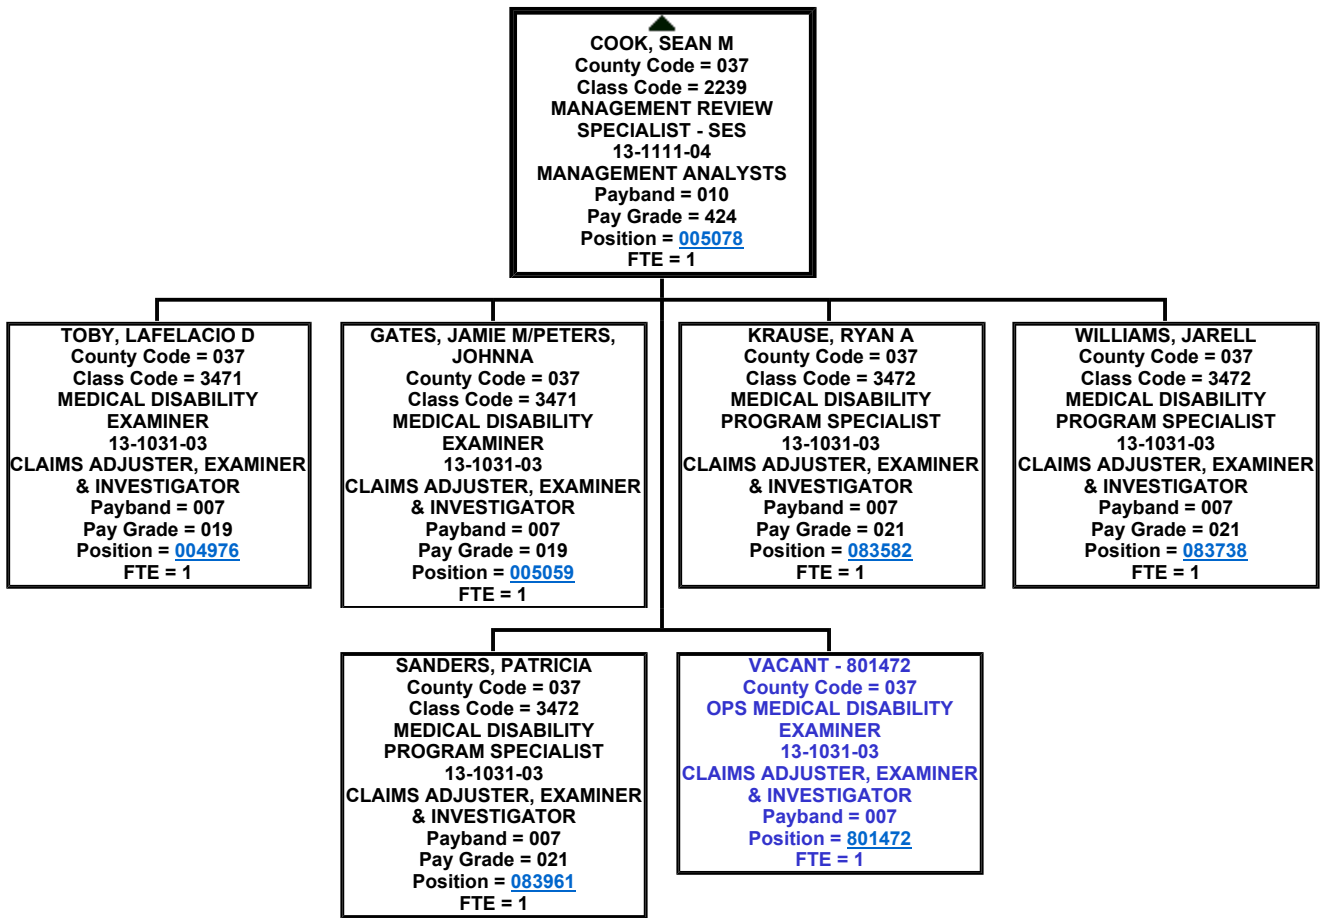 COOK, SEAN M
County Code = 037
Class Code = 2239
MANAGEMENT REVIEW
SPECIALIST - SES
13-1111-04
MANAGEMENT ANALYSTS
Payband = 010
Pay Grade = 424
Position = 005078
FTE = 1
TOBY, LAFELACIO D
County Code = 037
Class Code = 3471
MEDICAL DISABILITY
EXAMINER
13-1031-03
CLAIMS ADJUSTER, EXAMINER
& INVESTIGATOR
Payband = 007
Pay Grade = 019
Position = 004976
FTE = 1
GATES, JAMIE M/PETERS,
JOHNNA
County Code = 037
Class Code = 3471
MEDICAL DISABILITY
EXAMINER
13-1031-03
CLAIMS ADJUSTER, EXAMINER
& INVESTIGATOR
Payband = 007
Pay Grade = 019
Position = 005059
FTE = 1
KRAUSE, RYAN A
County Code = 037
Class Code = 3472
MEDICAL DISABILITY
PROGRAM SPECIALIST
13-1031-03
CLAIMS ADJUSTER, EXAMINER
& INVESTIGATOR
Payband = 007
Pay Grade = 021
Position = 083582
FTE = 1
WILLIAMS, JARELL
County Code = 037
Class Code = 3472
MEDICAL DISABILITY
PROGRAM SPECIALIST
13-1031-03
CLAIMS ADJUSTER, EXAMINER
& INVESTIGATOR
Payband = 007
Pay Grade = 021
Position = 083738
FTE = 1
SANDERS, PATRICIA
County Code = 037
Class Code = 3472
MEDICAL DISABILITY
PROGRAM SPECIALIST
13-1031-03
CLAIMS ADJUSTER, EXAMINER
& INVESTIGATOR
Payband = 007
Pay Grade = 021
Position = 083961
FTE = 1
VACANT - 801472
County Code = 037
OPS MEDICAL DISABILITY
EXAMINER
13-1031-03
CLAIMS ADJUSTER, EXAMINER
& INVESTIGATOR
Payband = 007
Position = 801472
FTE = 1